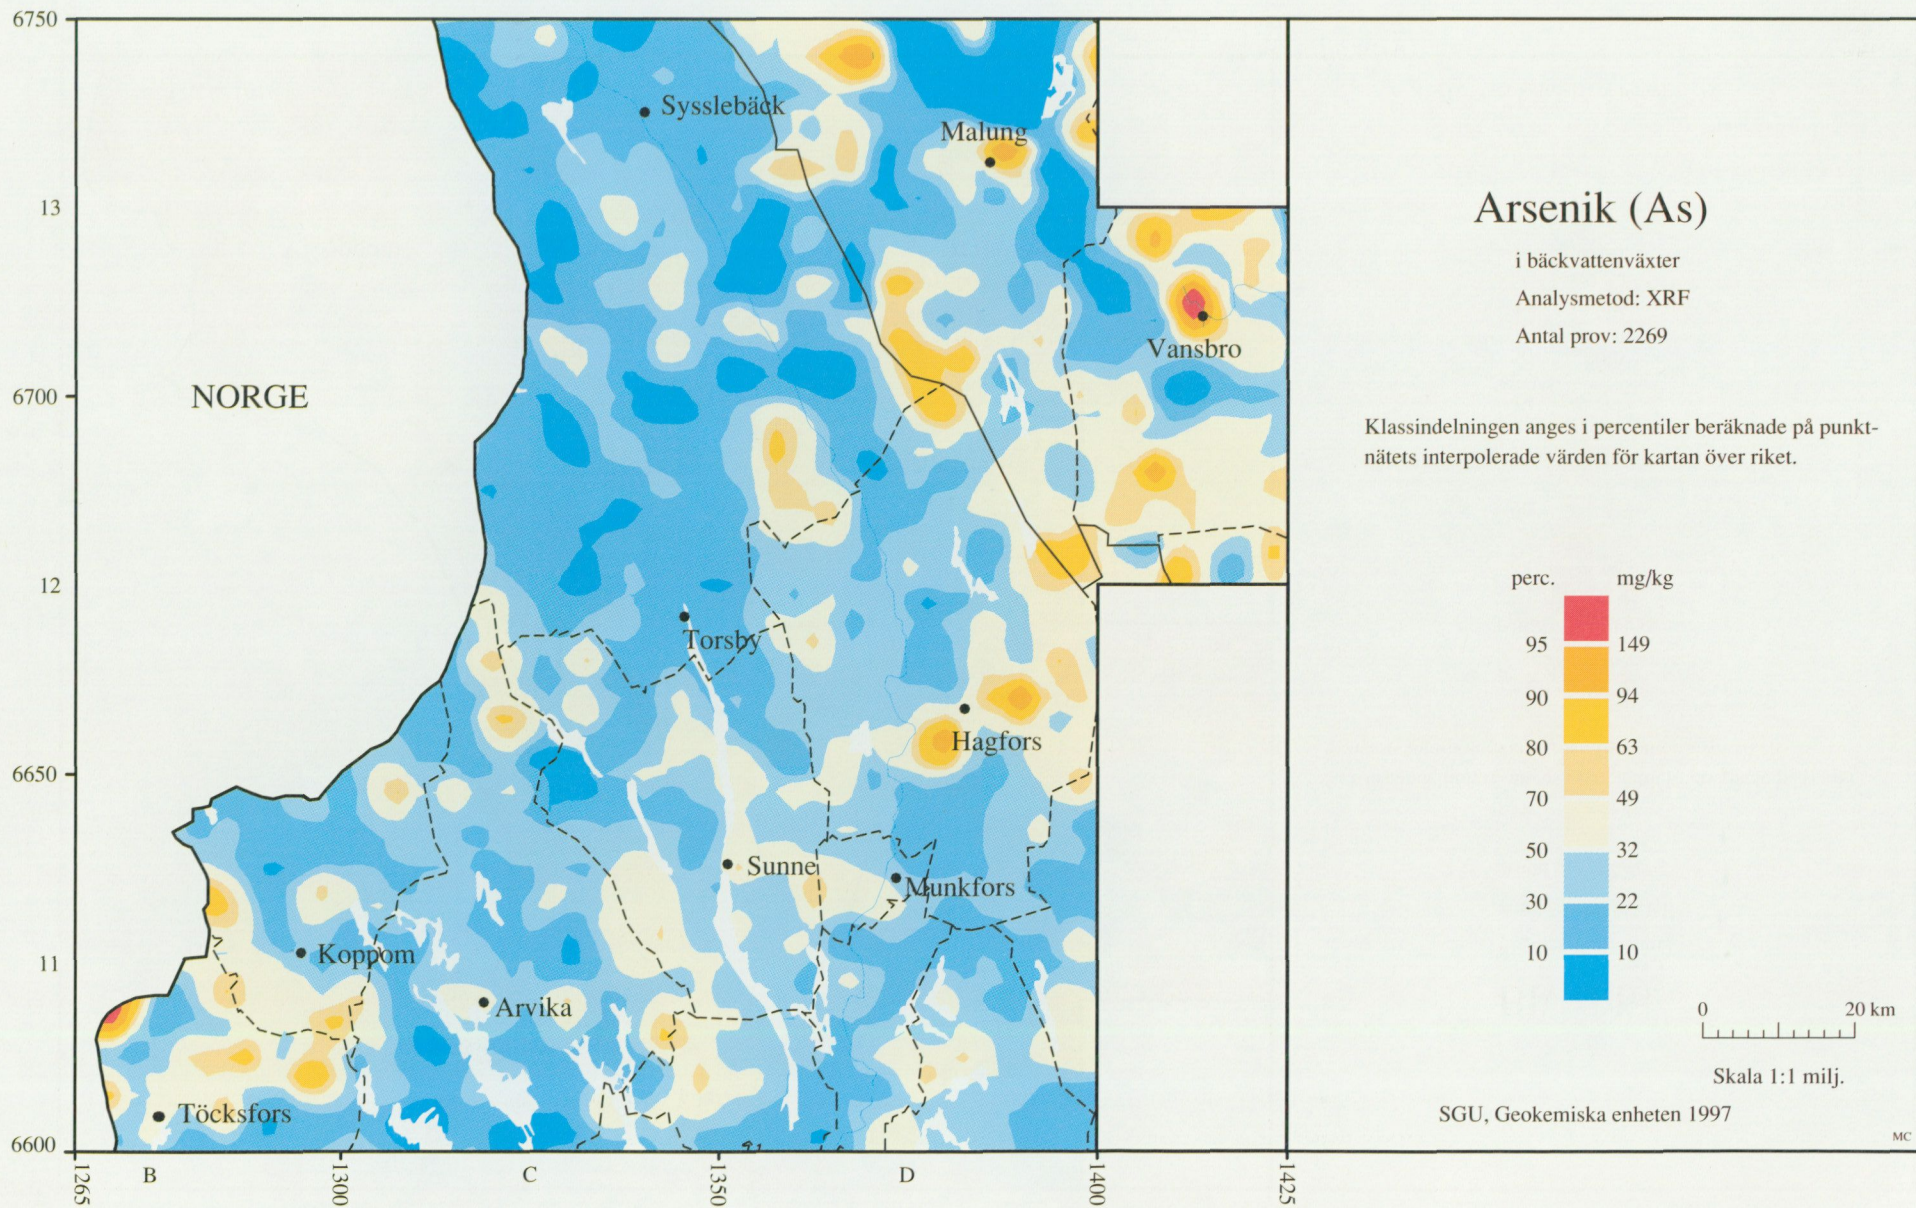 6750
13
6700
12
6650
11
6600
1265
B
1300
C
1350
D
1400
1425
NORGE
Sysslebäck
Malung
Vansbro
Torsby
Hagfors
Sunne
Munkfors
Koppom
Arvika
Töcksfors
Arsenik (As)
i bäckvattenväxter
Analysmetod: XRF
Antal prov: 2269
Klassindelningen anges i percentiler beräknade på punkt-
nätets interpolerade värden för kartan över riket.
perc. mg/kg
95 149
90 94
80 63
70 49
50 32
30 22
10 10
0 20 km
Skala 1:1 milj.
SGU, Geokemiska enheten 1997
MC